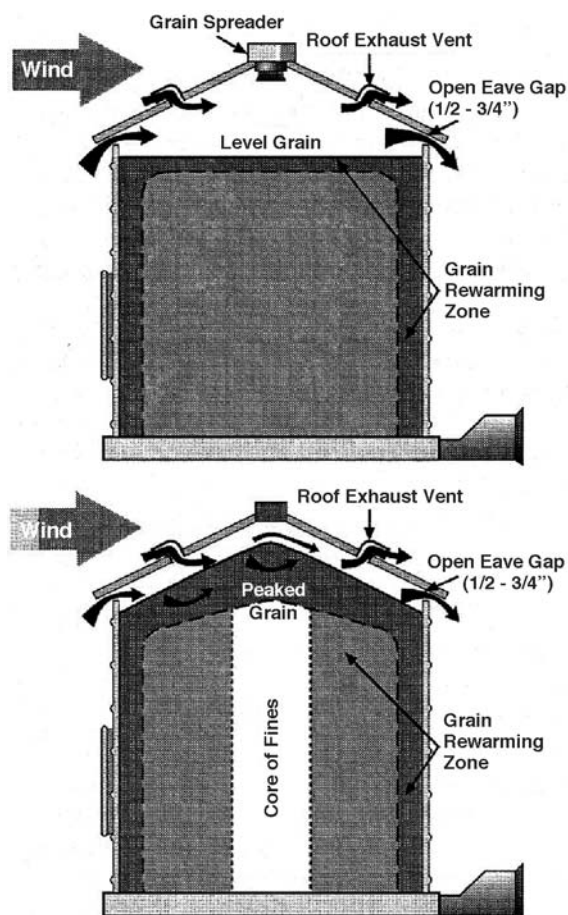 Grain Spreader
Roof Exhaust Vent
Wind
Open Eave Gap
(1/2 - 3/4")
Level Grain
Grain
Rewarming
Zone
Roof Exhaust Vent
Wind
Open Eave Gap
(1/2 - 3/4")
Peaked
Grain
Core of Fines
Grain
Rewarming
Zone